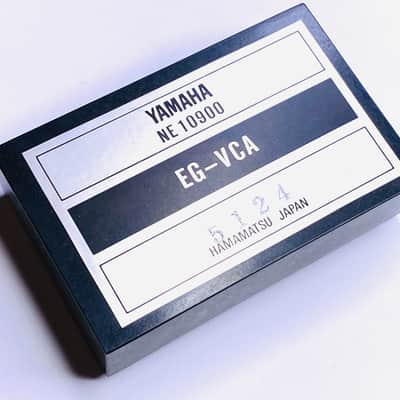 YAMAHA
NE10900
EG-VCA
5124
HAMAMATSU JAPAN